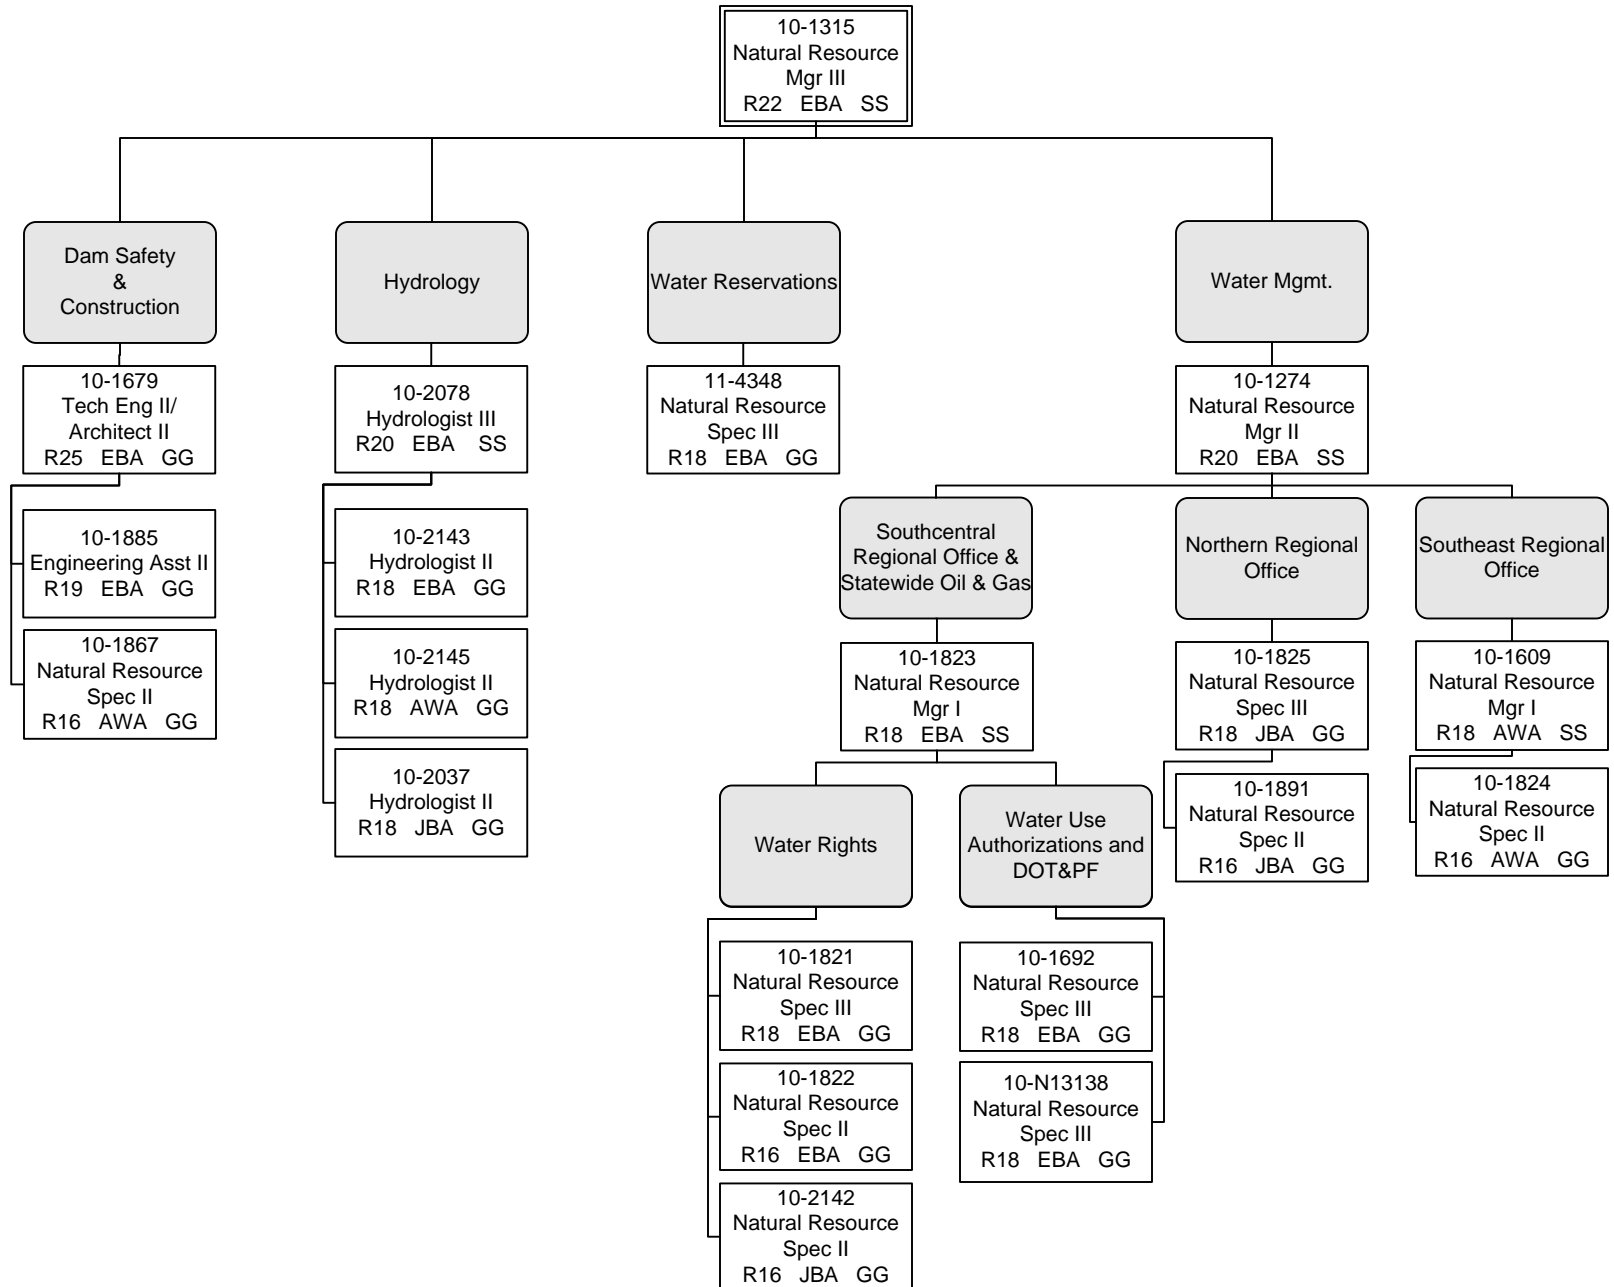 10-1315
Natural Resource
Mgr III
R22 EBA SS
Dam Safety
&
Construction
Hydrology
Water Reservations
Water Mgmt.
10-1679
Tech Eng II/
Architect II
R25 EBA GG
10-2078
Hydrologist III
R20 EBA SS
11-4348
Natural Resource
Spec III
R18 EBA GG
10-1274
Natural Resource
Mgr II
R20 EBA SS
10-1885
Engineering Asst II
R19 EBA GG
10-1867
Natural Resource
Spec II
R16 AWA GG
10-2143
Hydrologist II
R18 EBA GG
10-2145
Hydrologist II
R18 AWA GG
10-2037
Hydrologist II
R18 JBA GG
Southcentral
Regional Office &
Statewide Oil & Gas
Northern Regional
Office
Southeast Regional
Office
10-1823
Natural Resource
Mgr I
R18 EBA SS
10-1825
Natural Resource
Spec III
R18 JBA GG
10-1609
Natural Resource
Mgr I
R18 AWA SS
10-1891
Natural Resource
Spec II
R16 JBA GG
10-1824
Natural Resource
Spec II
R16 AWA GG
Water Rights
Water Use
Authorizations and
DOT&PF
10-1821
Natural Resource
Spec III
R18 EBA GG
10-1822
Natural Resource
Spec II
R16 EBA GG
10-2142
Natural Resource
Spec II
R16 JBA GG
10-1692
Natural Resource
Spec III
R18 EBA GG
10-N13138
Natural Resource
Spec III
R18 EBA GG